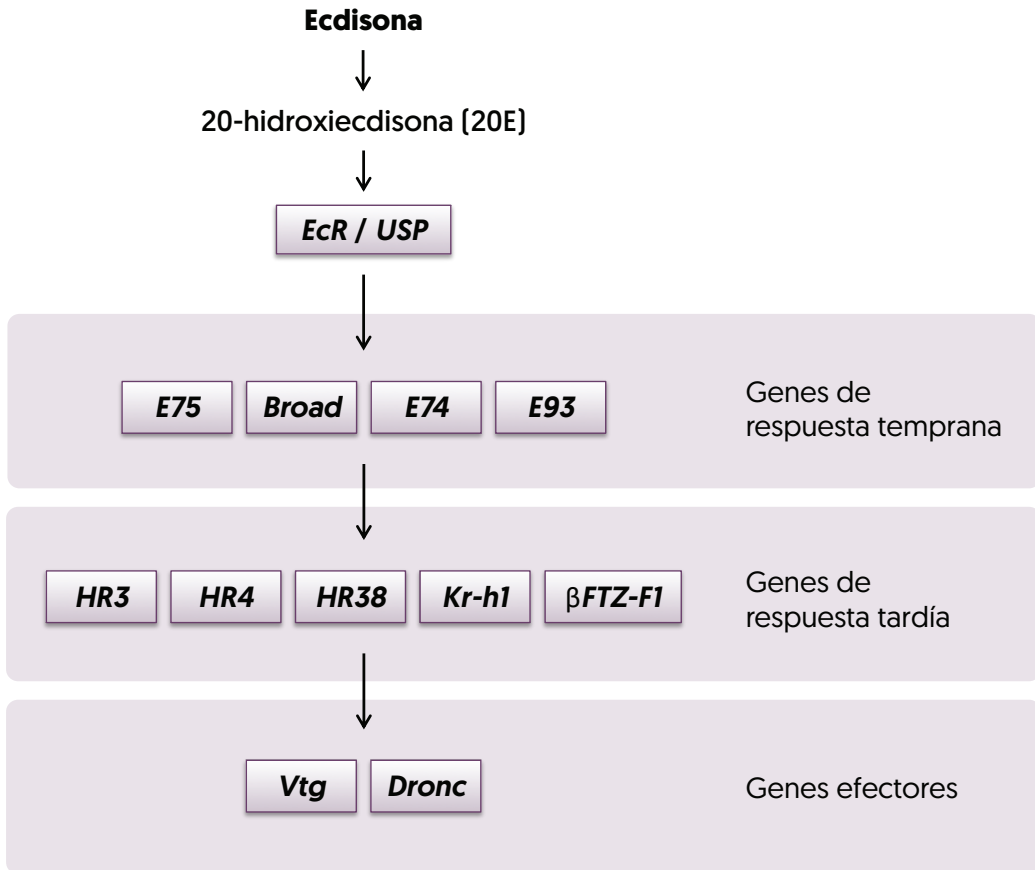 Ecdisona
20-hidroxiecdisona (20E)
EcR / USP
E75 Broad E74 E93
Genes de
respuesta temprana
HR3 HR4 HR38 Kr-h1 βFTZ-F1
Genes de
respuesta tardía
Vtg Dronc
Genes efectores